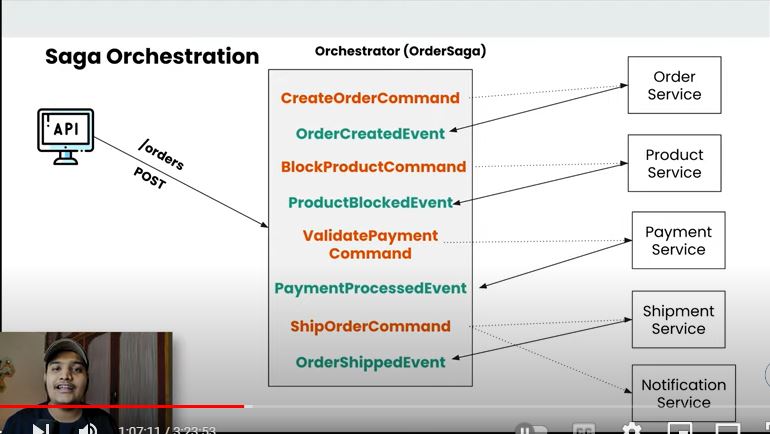 Saga Orchestration
Orchestrator (OrderSaga)
API
/orders
POST
CreateOrderCommand
OrderCreatedEvent
BlockProductCommand
ProductBlockedEvent
ValidatePayment
Command
PaymentProcessedEvent
ShipOrderCommand
OrderShippedEvent
Order
Service
Product
Service
Payment
Service
Shipment
Service
Notification
Service
1:07:11 / 3:23:53
CC